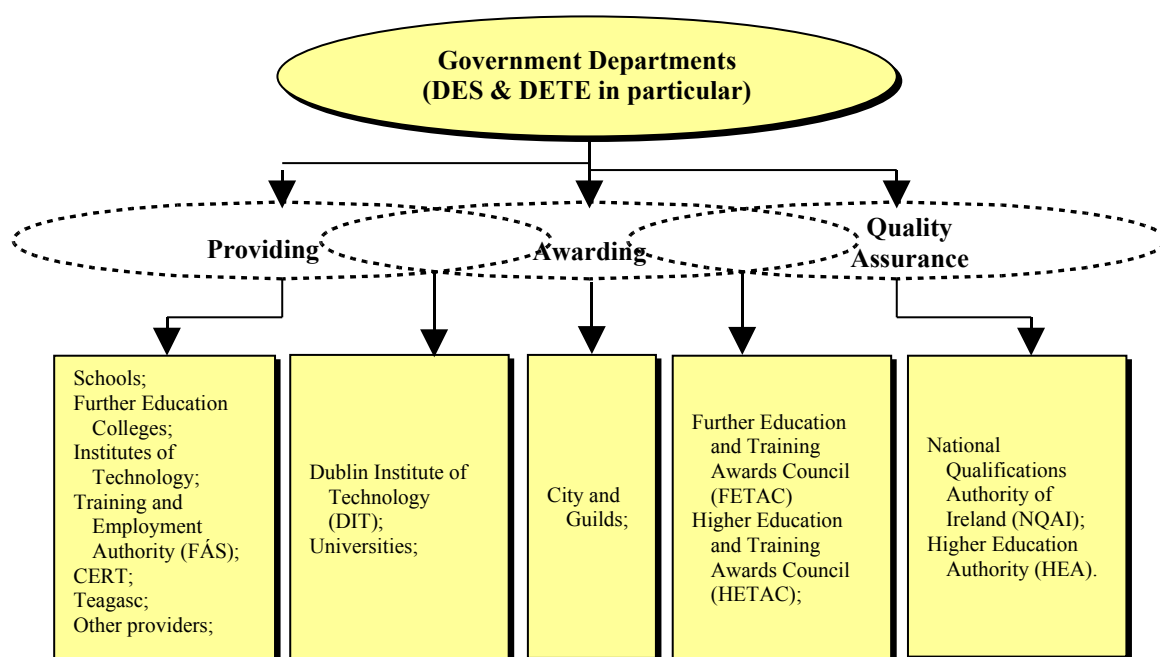 Government Departments
(DES & DETE in particular)
Providing
Awarding
Quality
Assurance
Schools;
Further Education
Colleges;
Institutes of
Technology;
Training and
Employment
Authority (FÁS);
CERT;
Teagasc;
Other providers;
Dublin Institute of
Technology
(DIT);
Universities;
City and
Guilds;
Further Education
and Training
Awards Council
(FETAC)
Higher Education
and Training
Awards Council
(HETAC);
National
Qualifications
Authority of
Ireland (NQAI);
Higher Education
Authority (HEA).